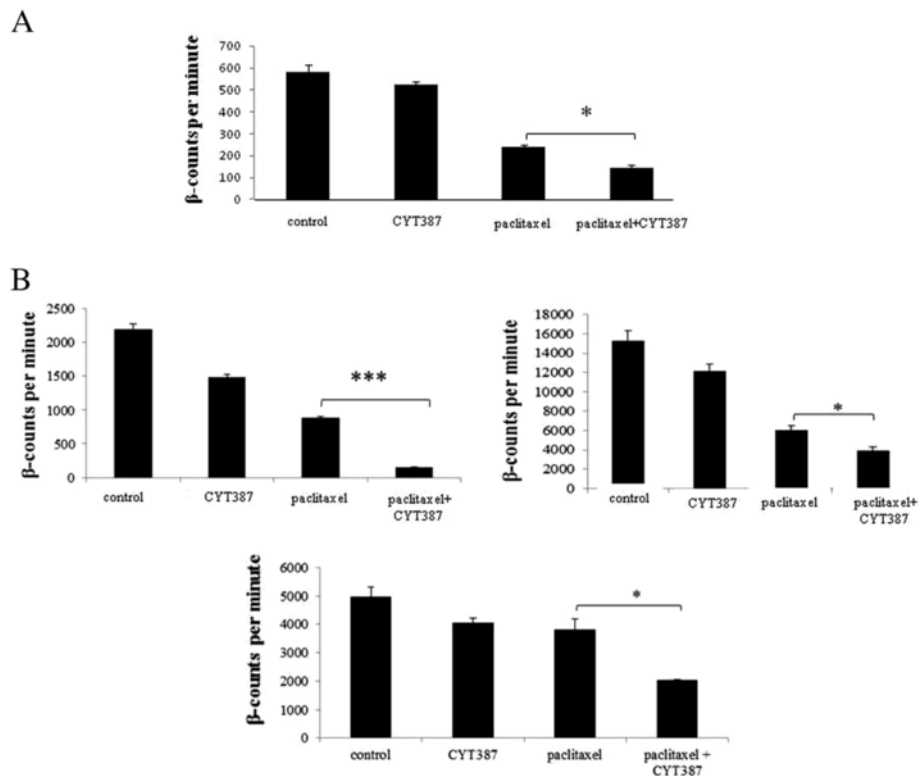 A
β-counts per minute
700
600
500
400
300
200
100
0
*
control
CYT387
paclitaxel
paclitaxel+CYT387
B
β-counts per minute
2500
2000
1500
1000
500
0
***
control
CYT387
paclitaxel
paclitaxel+
CYT387
β-counts per minute
18000
16000
14000
12000
10000
8000
6000
4000
2000
0
*
control
CYT387
paclitaxel
paclitaxel+
CYT387
β-counts per minute
6000
5000
4000
3000
2000
1000
0
*
control
CYT387
paclitaxel
paclitaxel +
CYT387